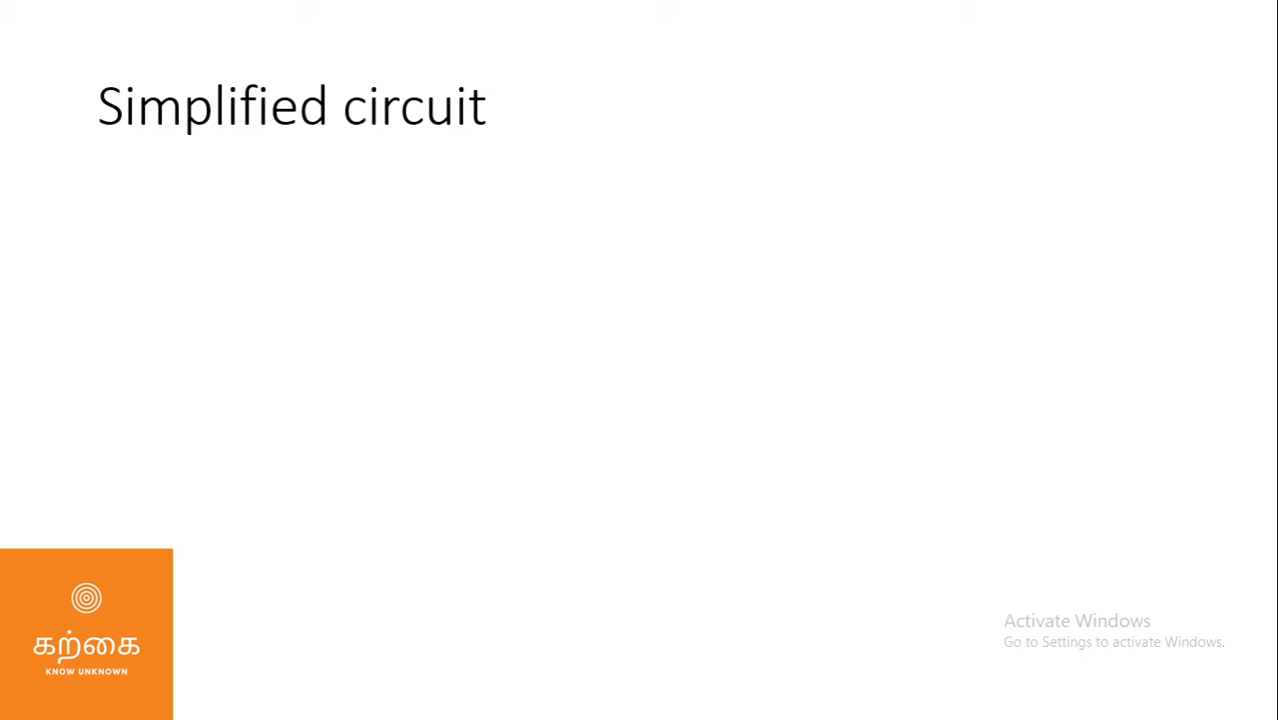 Simplified circuit
கற்கை
KNOW UNKNOWN
Activate Windows
Go to Settings to activate Windows.